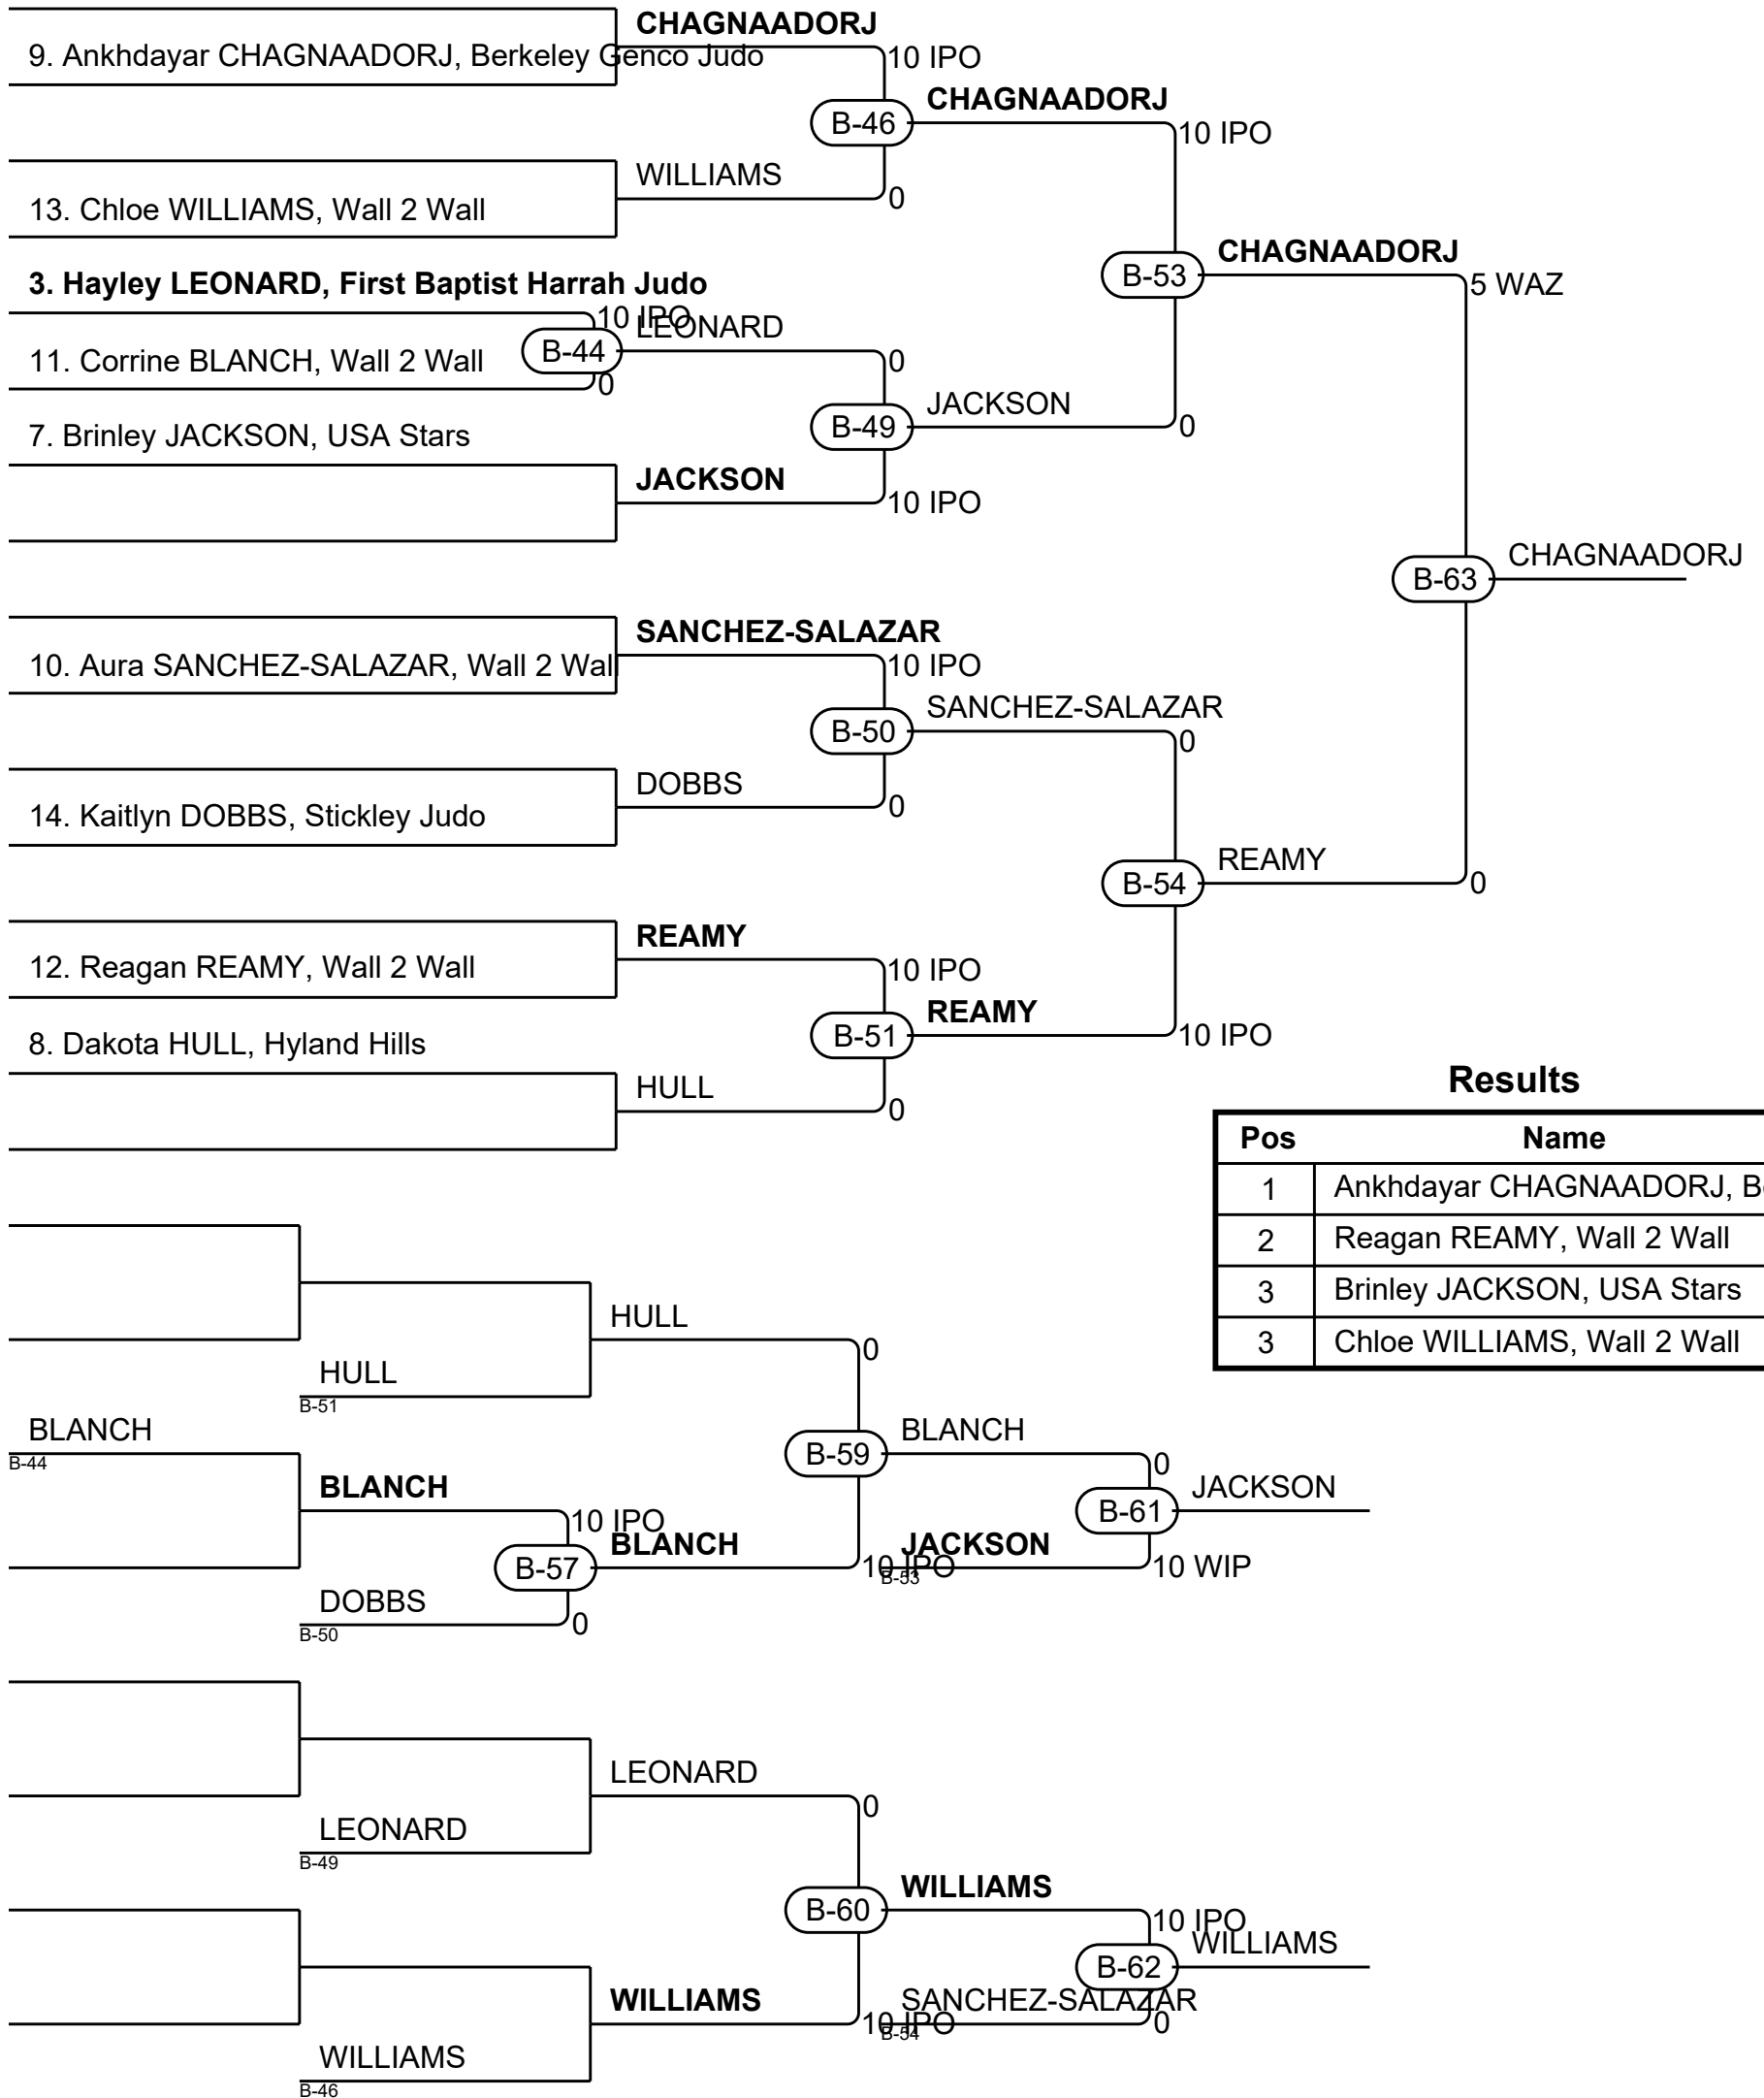 CHAGNAADORJ
9. Ankhdayar CHAGNAADORJ, Berkeley Genco Judo
10 IPO
B-46
CHAGNAADORJ
10 IPO
WILLIAMS
13. Chloe WILLIAMS, Wall 2 Wall
0
3. Hayley LEONARD, First Baptist Harrah Judo
B-53
CHAGNAADORJ
5 WAZ
10 IPO
LEONARD
B-44
11. Corrine BLANCH, Wall 2 Wall
0
0
7. Brinley JACKSON, USA Stars
B-49
JACKSON
0
JACKSON
10 IPO
B-63
CHAGNAADORJ
SANCHEZ-SALAZAR
10. Aura SANCHEZ-SALAZAR, Wall 2 Wall
10 IPO
B-50
SANCHEZ-SALAZAR
0
DOBBS
14. Kaitlyn DOBBS, Stickley Judo
0
B-54
REAMY
0
REAMY
12. Reagan REAMY, Wall 2 Wall
10 IPO
8. Dakota HULL, Hyland Hills
B-51
REAMY
10 IPO
HULL
0
Results
Pos Name
1 Ankhdayar CHAGNAADORJ, B
2 Reagan REAMY, Wall 2 Wall
3 Brinley JACKSON, USA Stars
3 Chloe WILLIAMS, Wall 2 Wall
HULL
0
HULL
B-51
BLANCH
B-44
B-59
BLANCH
0
BLANCH
10 IPO
B-57
BLANCH
10 IPO
B-61
JACKSON
JACKSON
B-53
10 WIP
DOBBS
B-50
0
LEONARD
0
LEONARD
B-49
B-60
WILLIAMS
10 IPO
B-62
WILLIAMS
WILLIAMS
10 IPO
SANCHEZ-SALAZAR
B-54
0
WILLIAMS
B-46